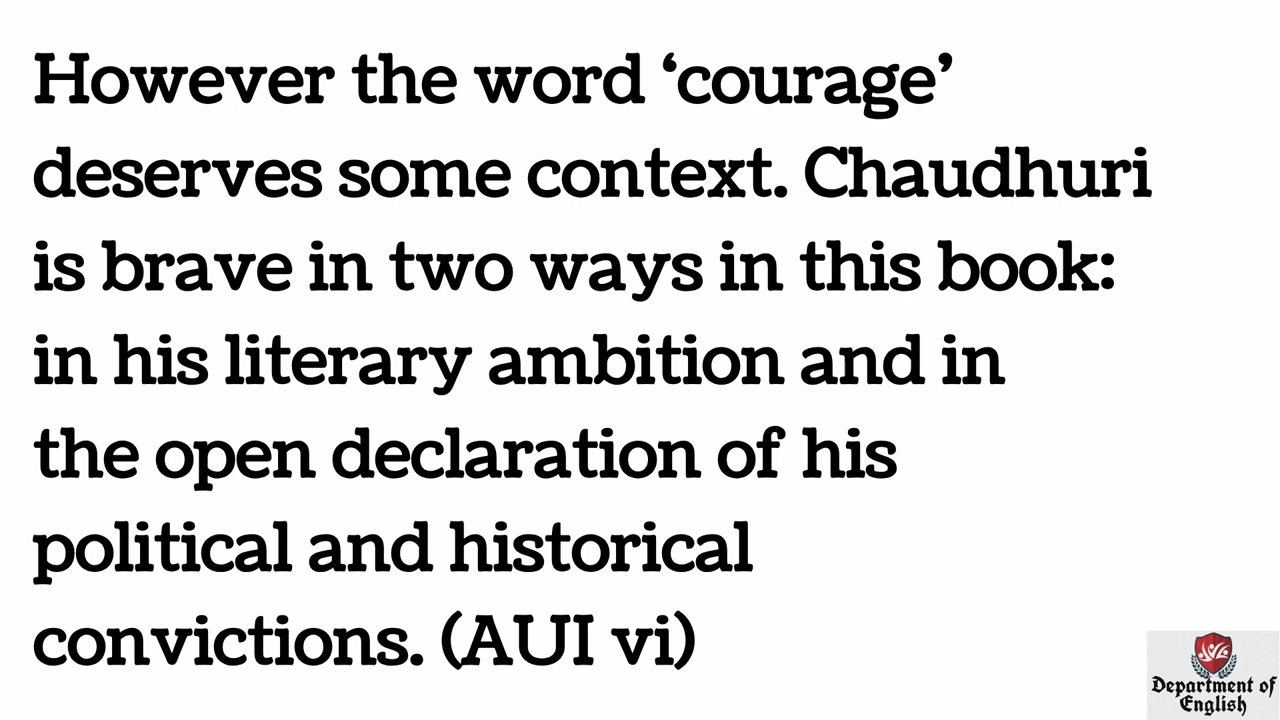 However the word ‘courage’
deserves some context. Chaudhuri
is brave in two ways in this book:
in his literary ambition and in
the open declaration of his
political and historical
convictions. (AUI vi)
Department of
English